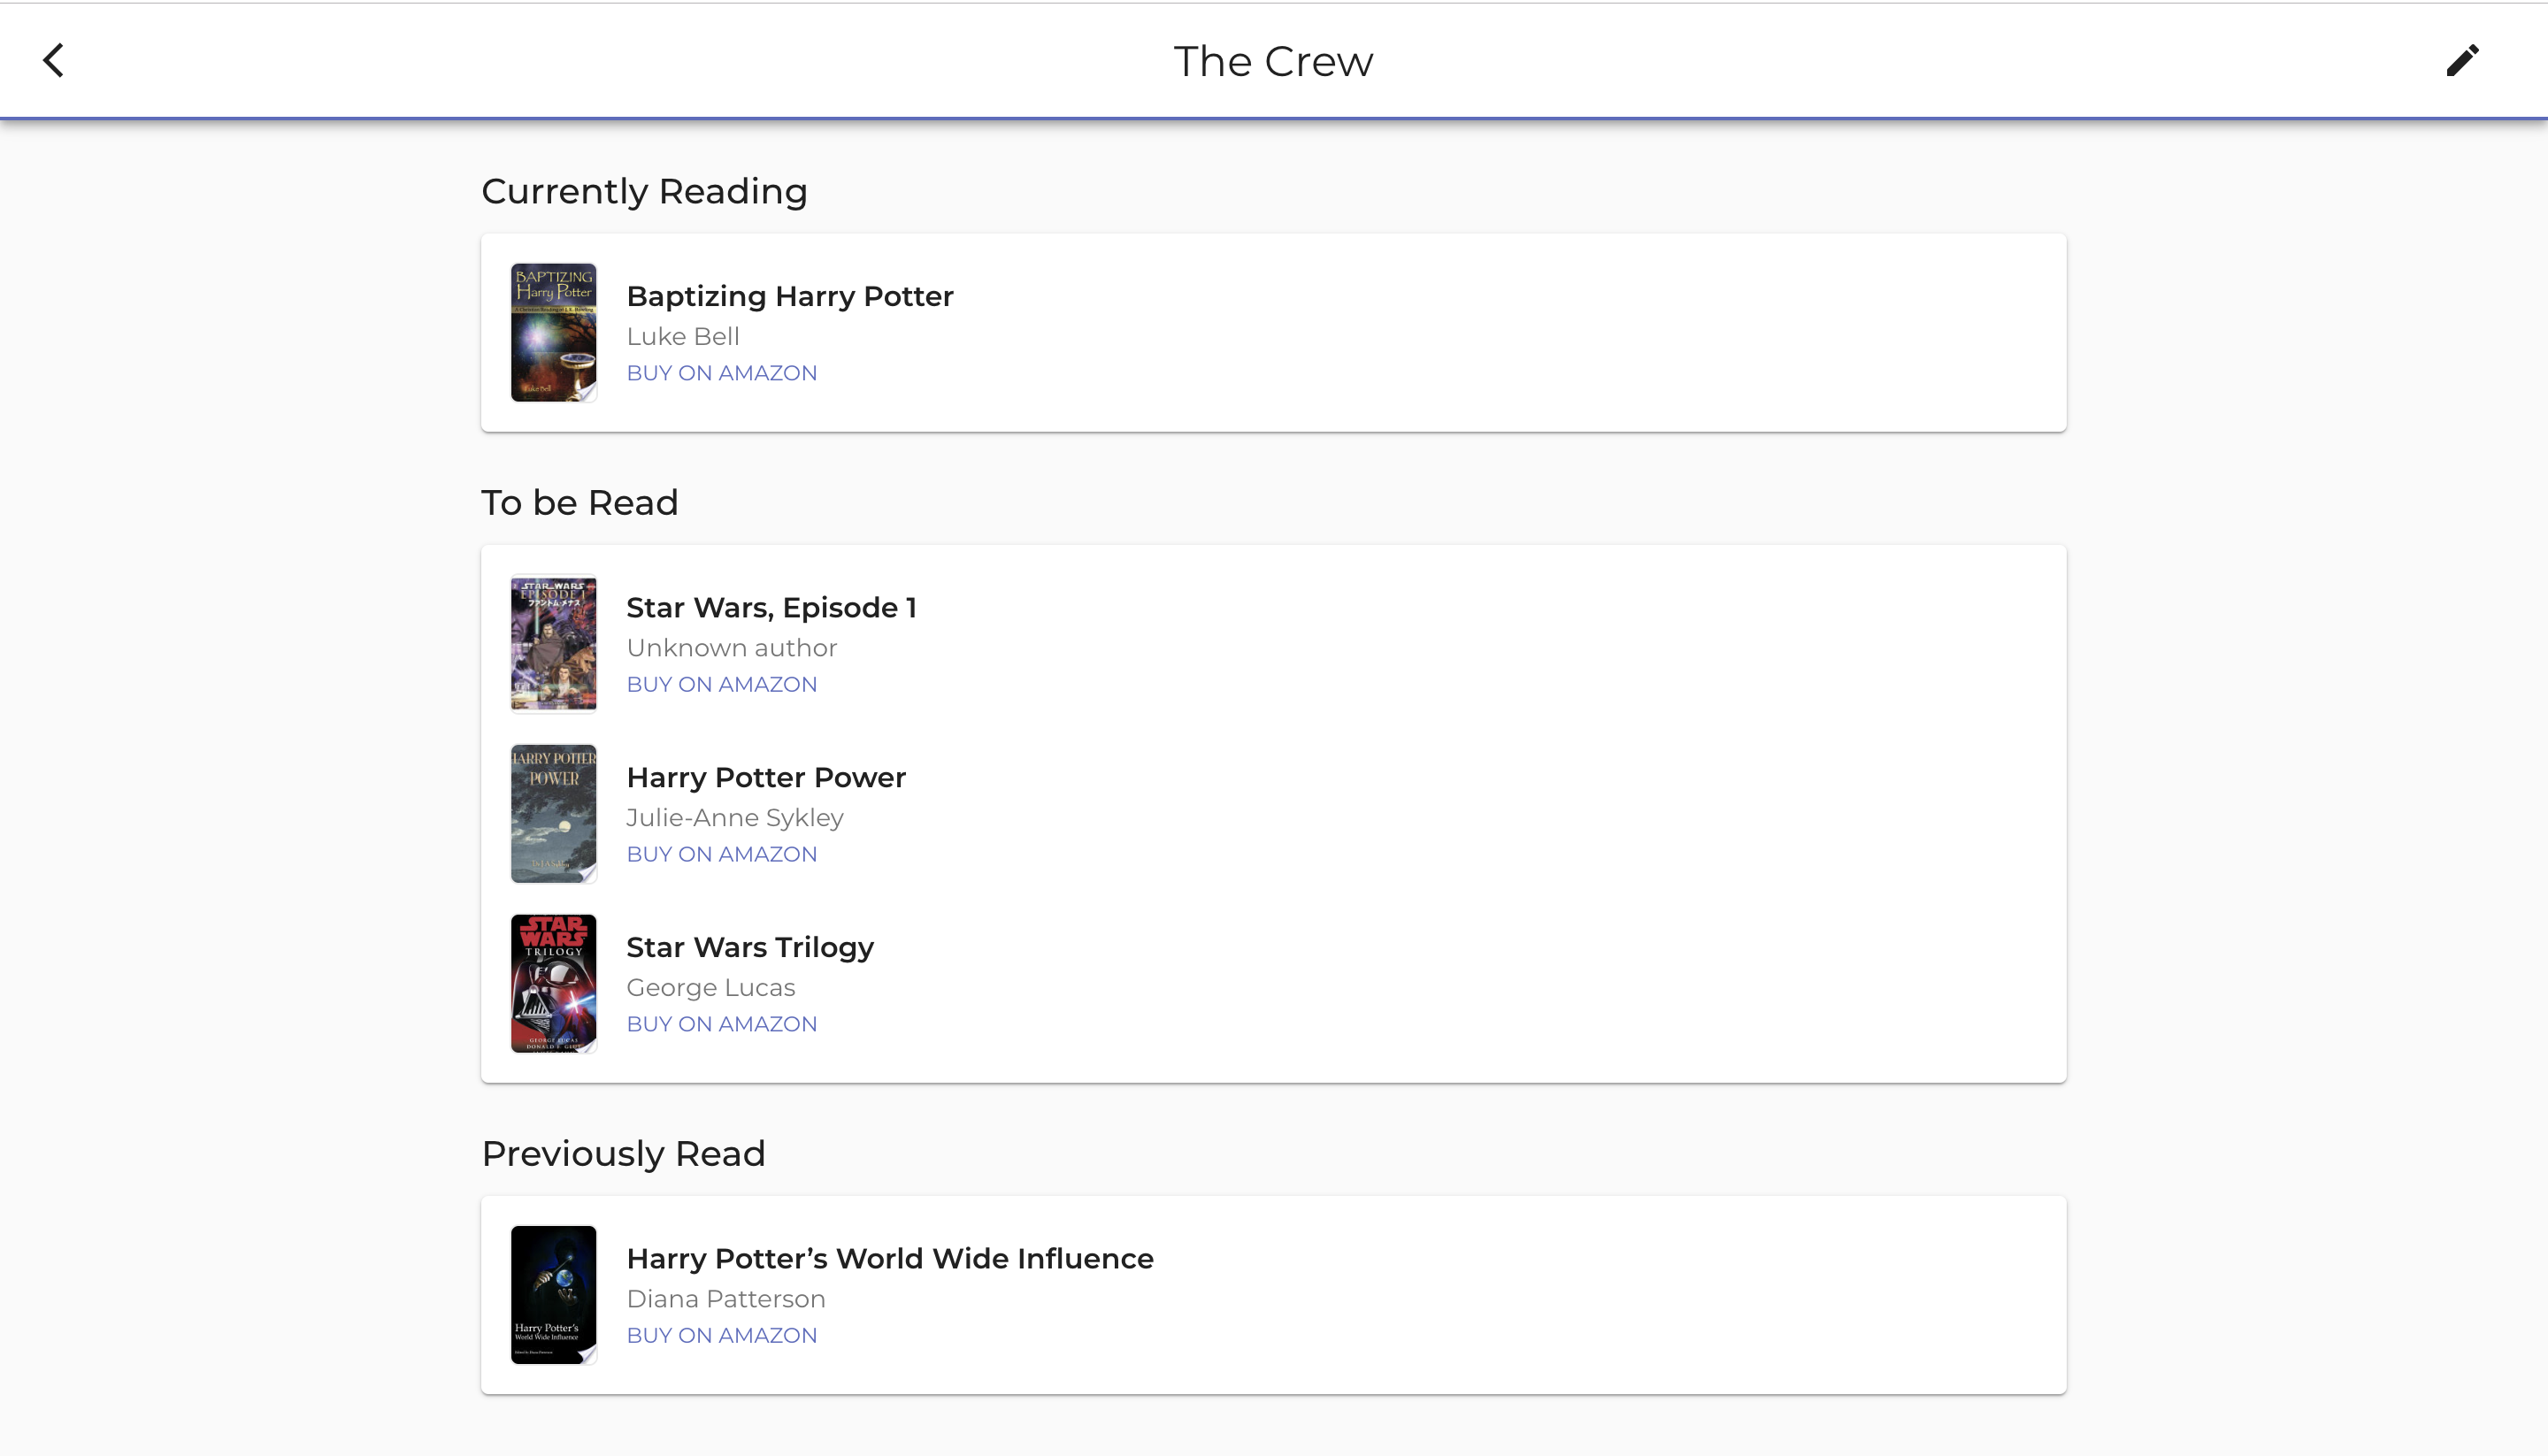 The Crew
Currently Reading
BAPTIZING
Harry Potter
Luke Bell
Baptizing Harry Potter
Luke Bell
BUY ON AMAZON
To be Read
STAR WARS
EPISODE I
ファントム・メナス
Star Wars, Episode 1
Unknown author
BUY ON AMAZON
HARRY POTTER
POWER
Harry Potter Power
Julie-Anne Sykley
BUY ON AMAZON
STAR
WARS
TRILOGY
GEORGE LUCAS
DONALD F. GLUT
Star Wars Trilogy
George Lucas
BUY ON AMAZON
Previously Read
Harry Potter's
World Wide Influence
Harry Potter’s World Wide Influence
Diana Patterson
BUY ON AMAZON